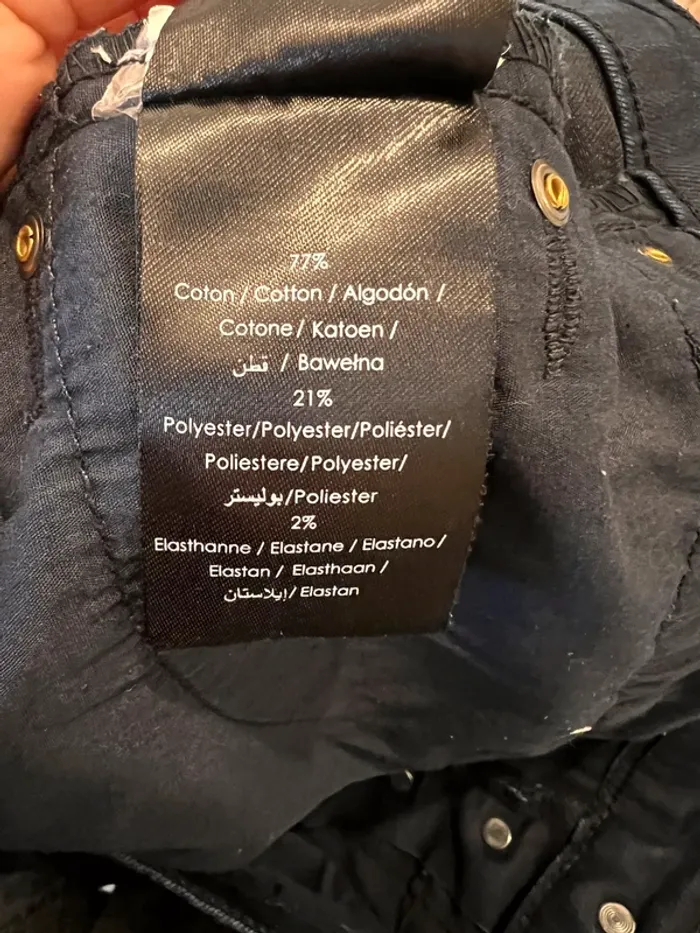 77%
Coton / Cotton / Algodón /
Cotone / Katoen /
قطن / Bawełna
21%
Polyester/Polyester/Poliéster/
Poliestere/Polyester/
بوليستر/Poliester
2%
Elasthanne / Elastane / Elastano /
Elastan / Elasthaan /
إيلاستان/ Elastan